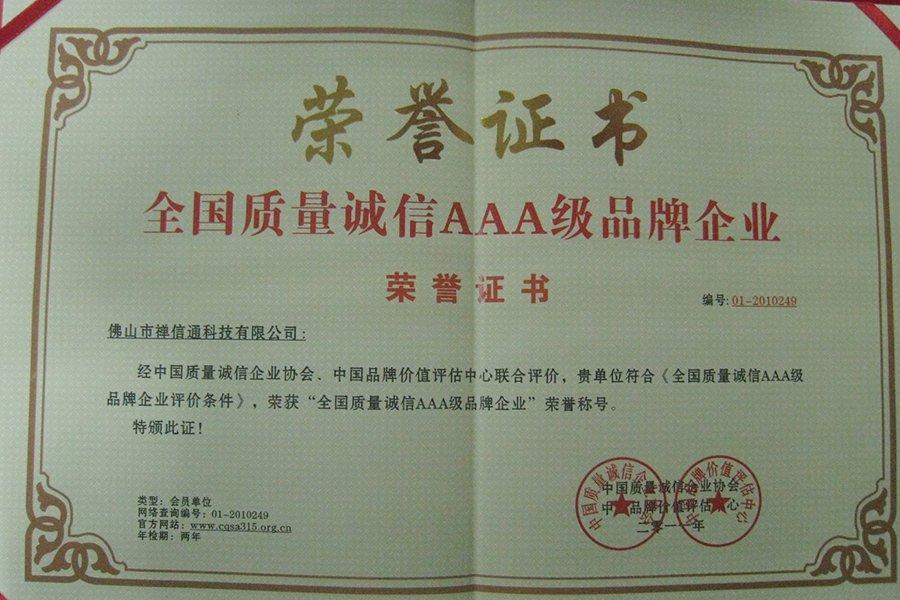 荣誉证书
全国质量诚信AAA级品牌企业
荣誉证书
编号:01-2010249
佛山市禅信通科技有限公司:
经中国质量诚信企业协会、中国品牌价值评估中心联合评价，贵单位符合《全国质量诚信AAA级
品牌企业评价条件》，荣获“全国质量诚信AAA级品牌企业”荣誉称号。
特颁此证!
中国质量诚信企业协会
中国品牌价值评估中心
二零一一年
类型: 会员单位
网络查询编号: 01-2010249
官方网站: www.cqsa315.org.cn
年检期: 两年